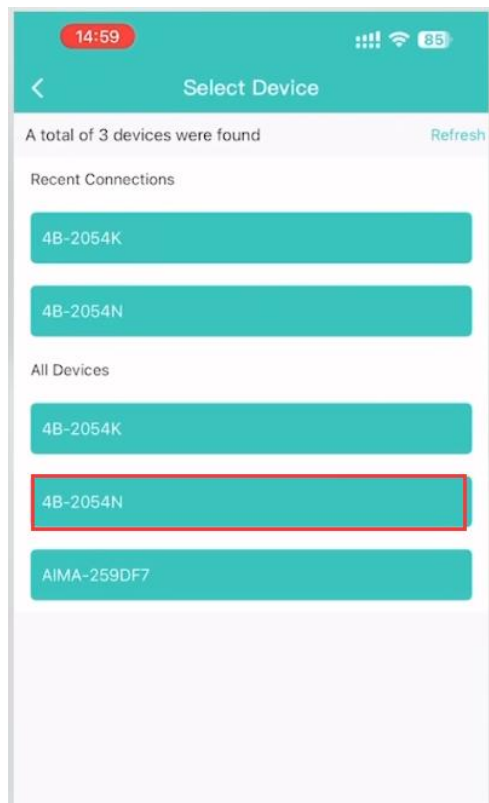 14:59
85
Select Device
A total of 3 devices were found Refresh
Recent Connections
4B-2054K
4B-2054N
All Devices
4B-2054K
4B-2054N
AIMA-259DF7